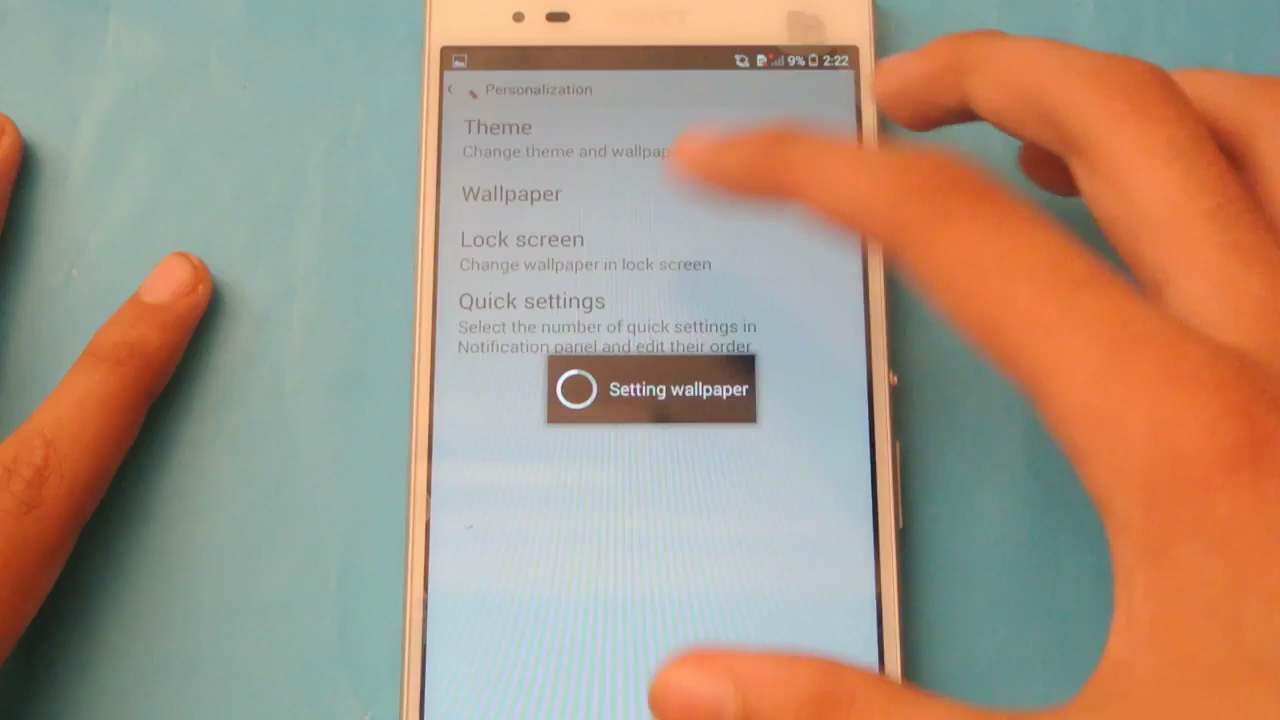 9% 2:22
Personalization
Theme
Change theme and
Wallpaper
Lock screen
Change wallpaper in lock screen
Quick settings
Select the number of quick settings in
Notification panel and edit their order
Setting wallpaper